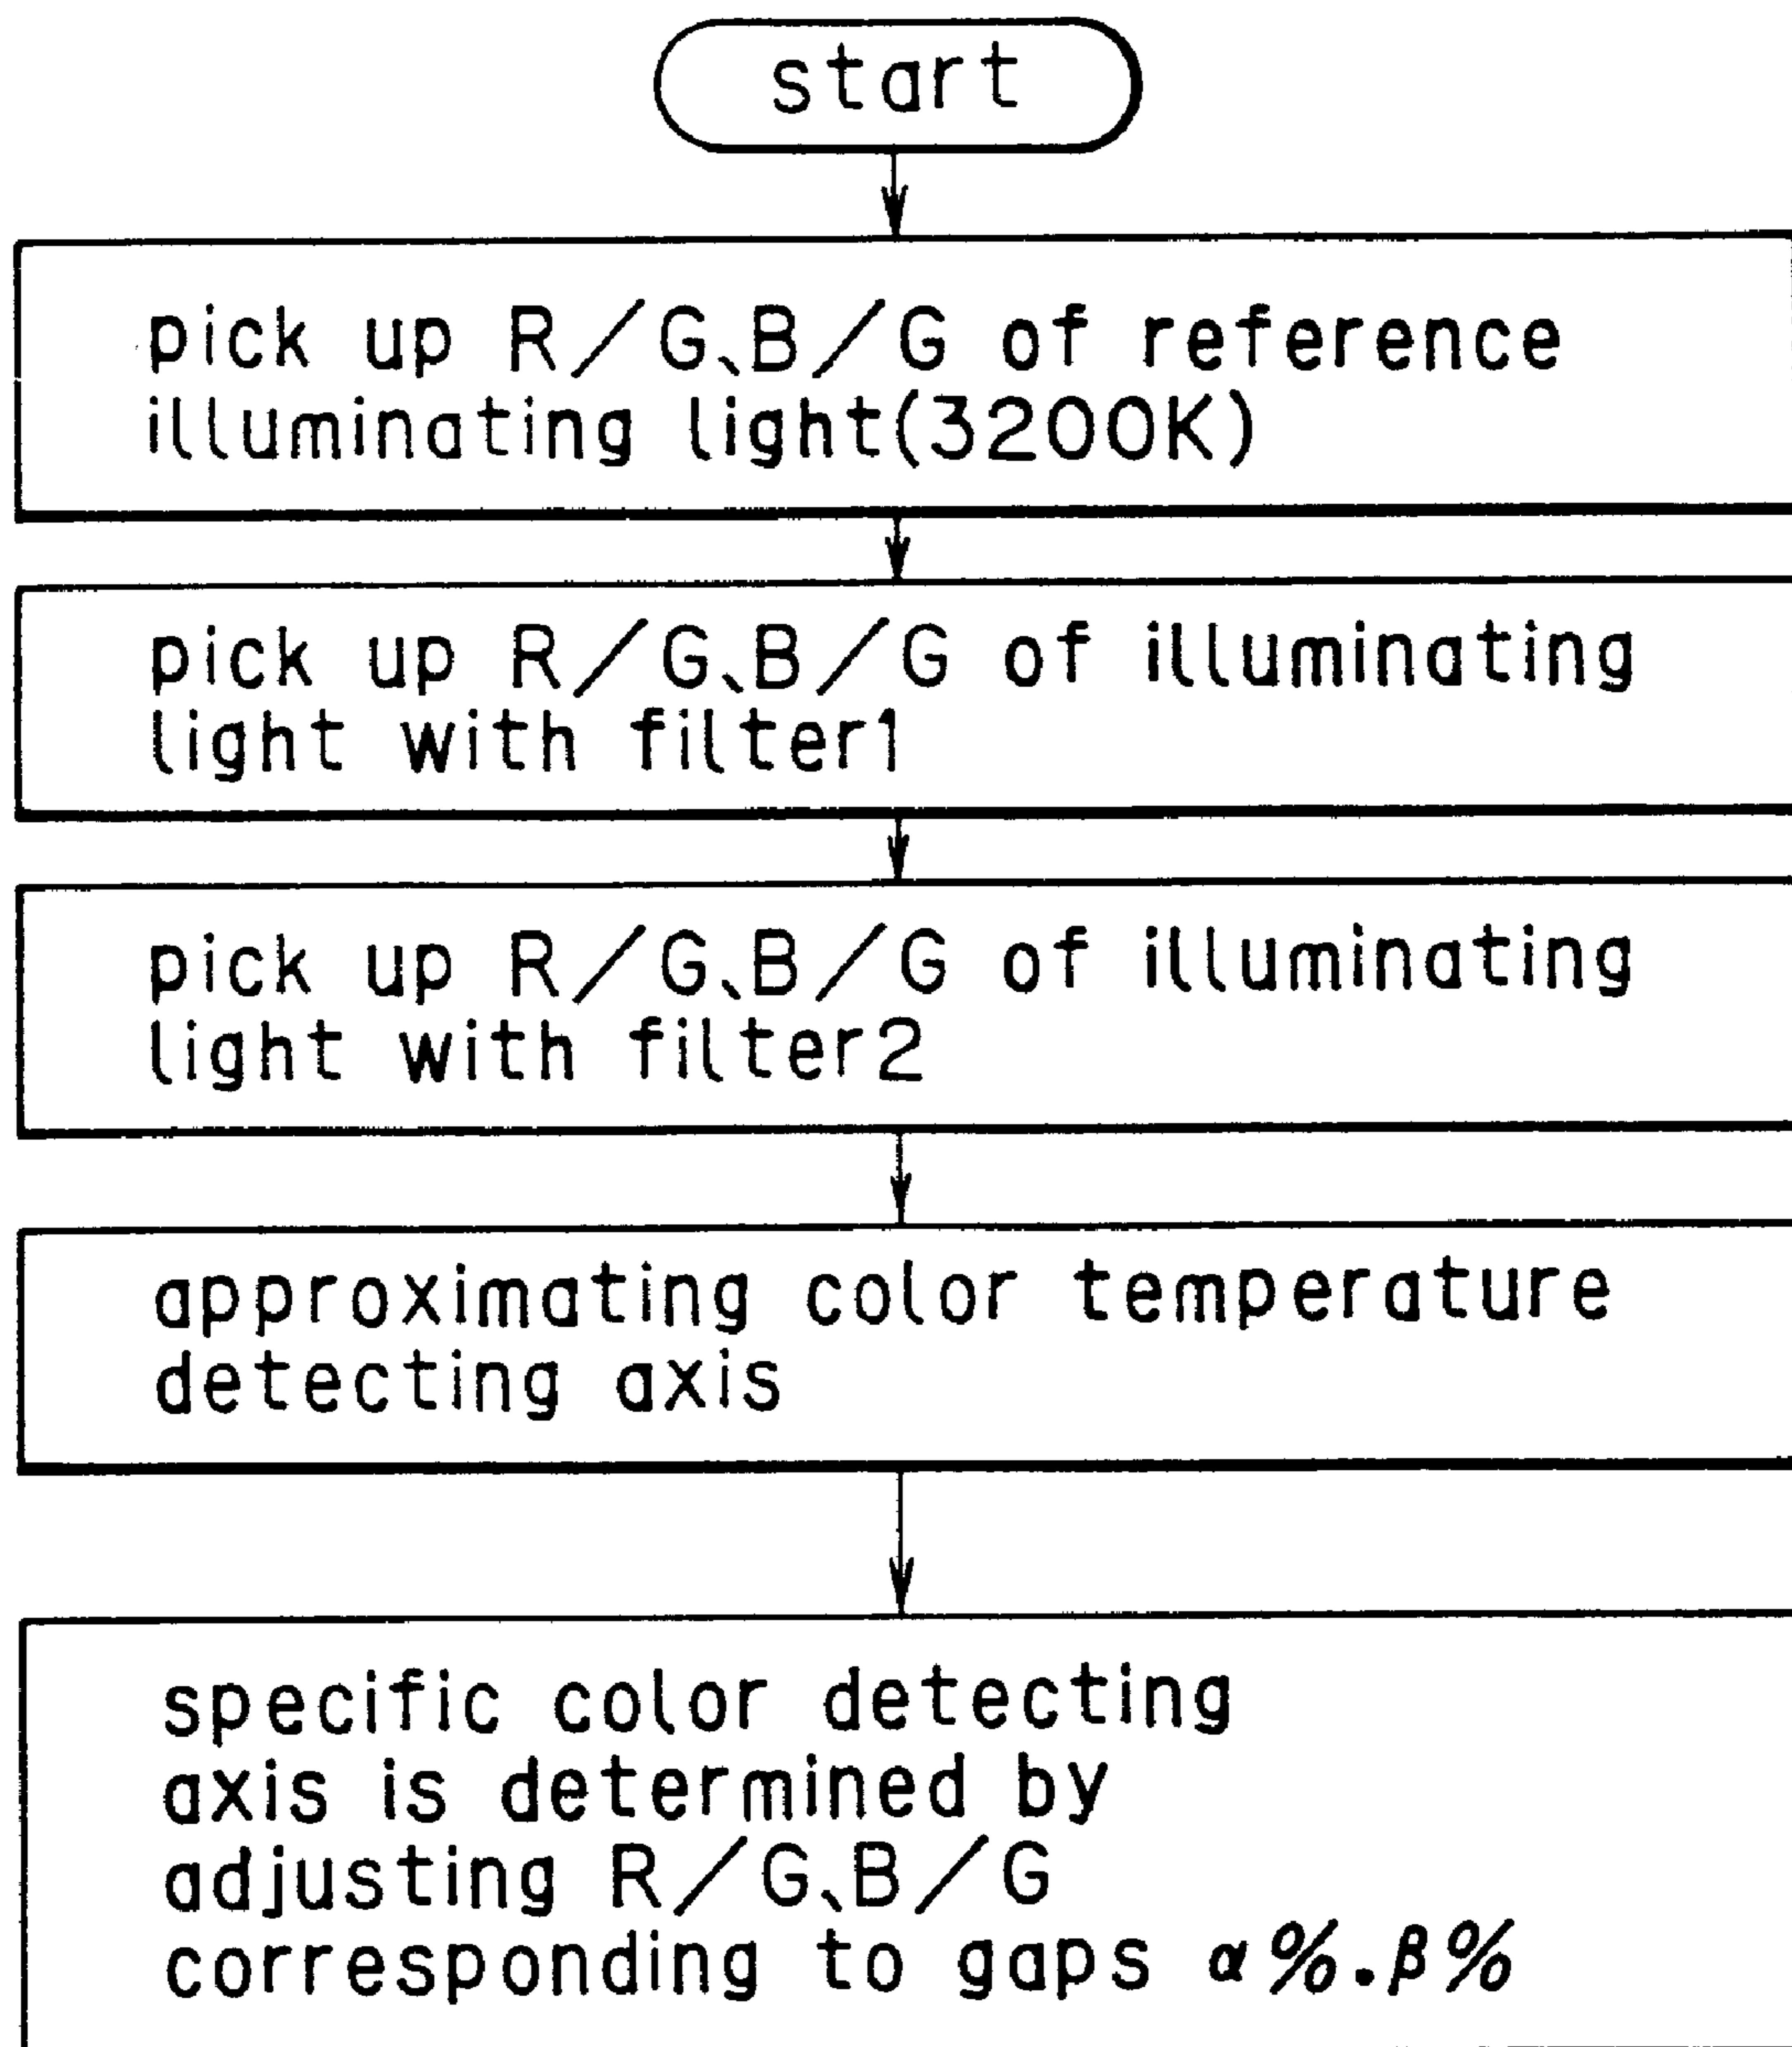 start
pick up R/G、B/G of reference
illuminating light(3200K)
pick up R/G、B/G of illuminating
light with filter1
pick up R/G、B/G of illuminating
light with filter2
approximating color temperature
detecting axis
specific color detecting
axis is determined by
adjusting R/G、B/G
corresponding to gaps α%.β%